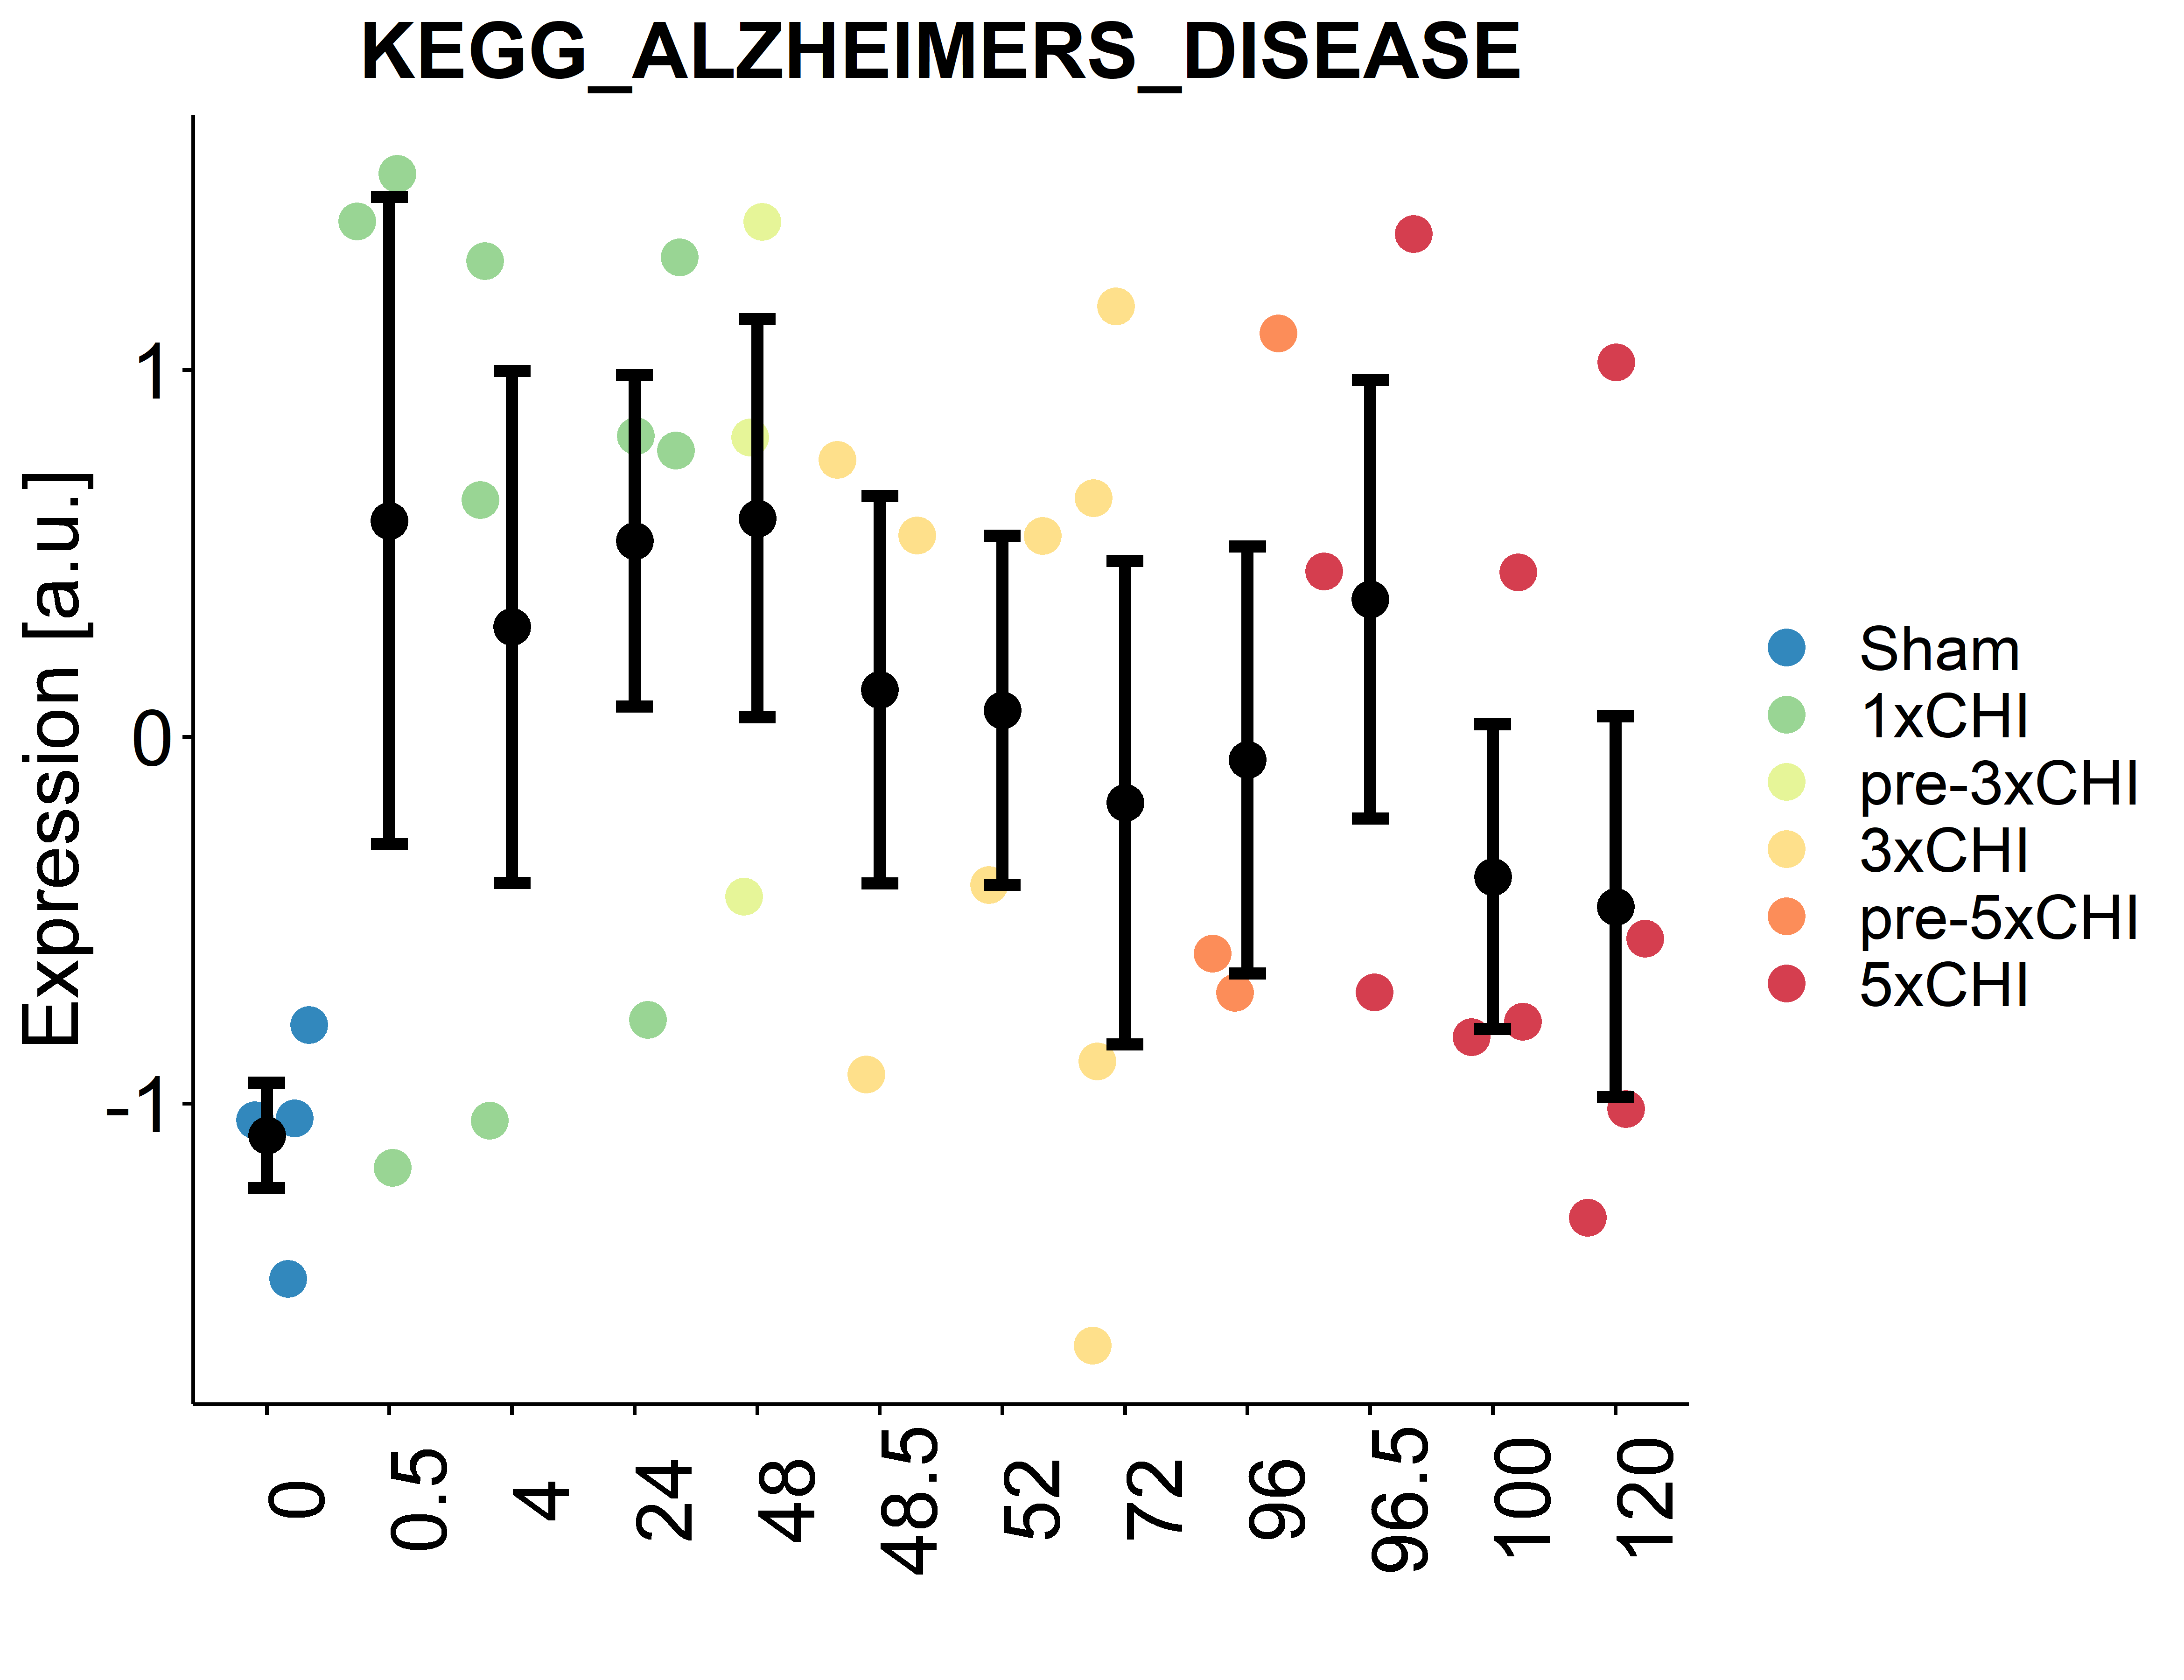 KEGG_ALZHEIMERS_DISEASE
Expression [a.u.]
1
0
-1
0
0.5
4
24
48
48.5
52
72
96
96.5
100
120
Sham
1xCHI
pre-3xCHI
3xCHI
pre-5xCHI
5xCHI